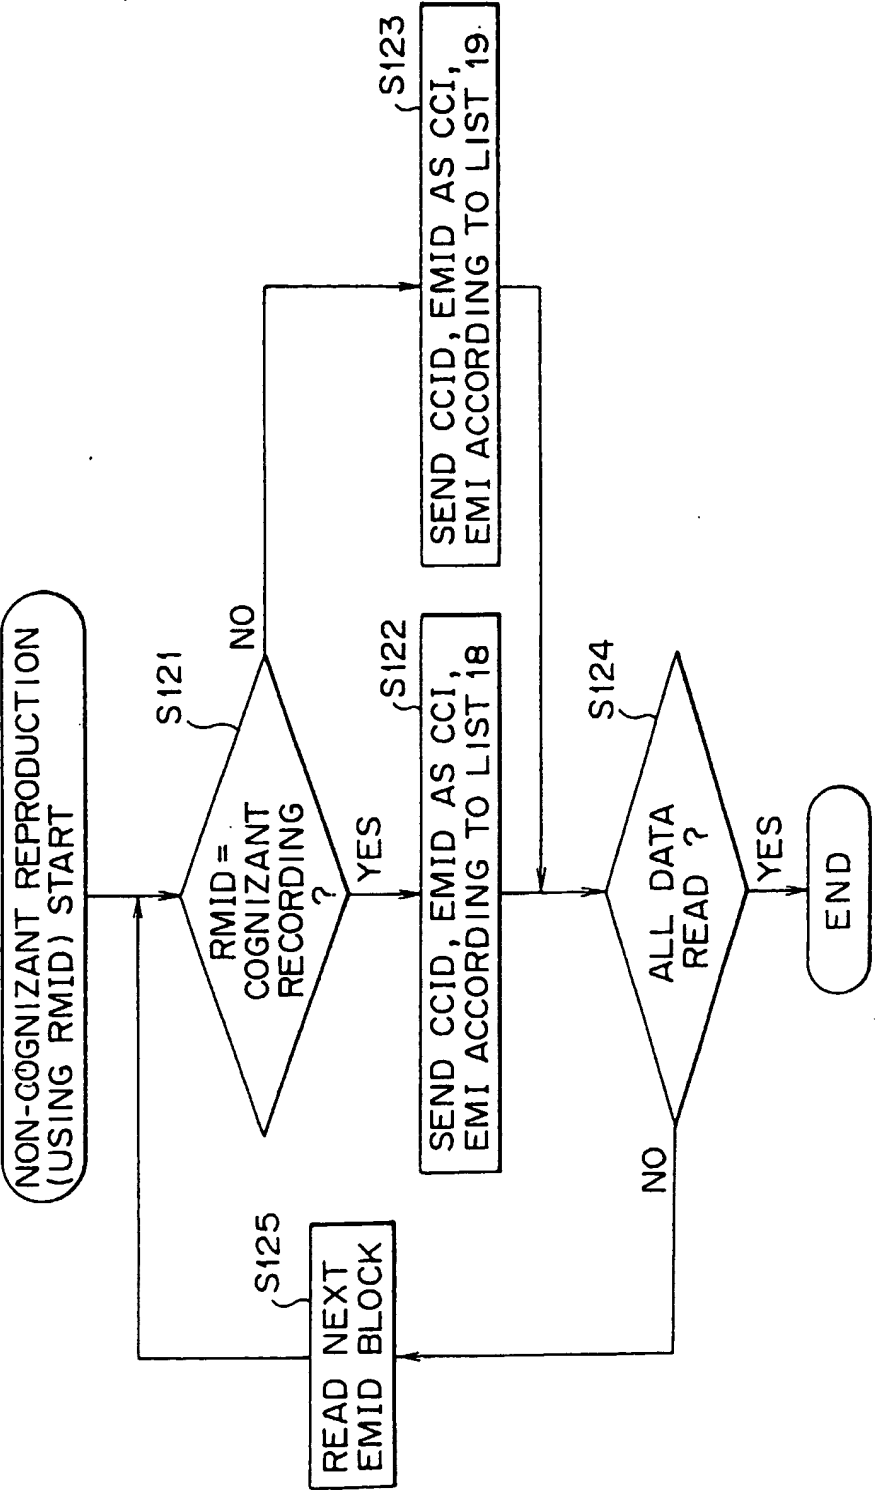 NON-COGNIZANT REPRODUCTION
(USING RMID) START
S121
RMID=
COGNIZANT
RECORDING
?
NO
YES
S122
SEND CCID, EMID AS CCI,
EMI ACCORDING TO LIST 18
S123
SEND CCID, EMID AS CCI,
EMI ACCORDING TO LIST 19
S124
ALL DATA
READ ?
NO
YES
S125
READ NEXT
EMID BLOCK
END